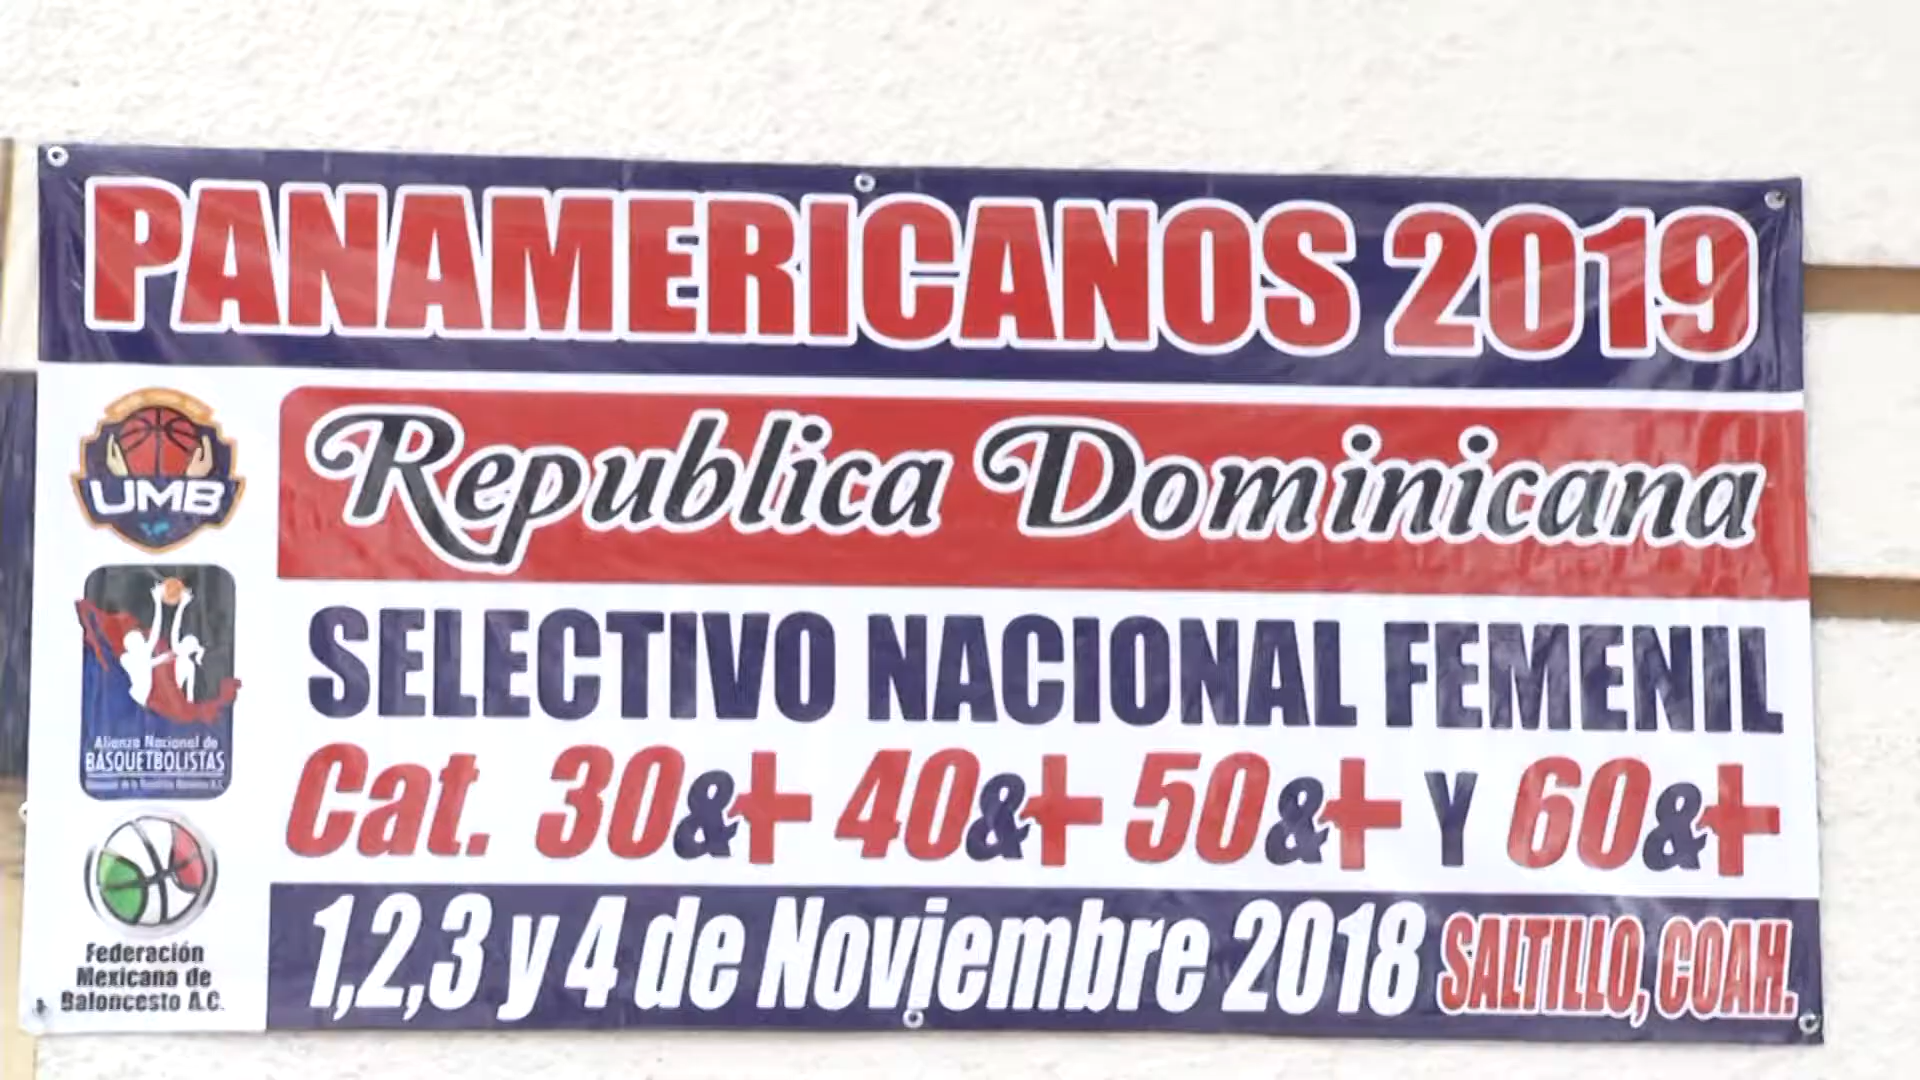 PANAMERICANOS 2019
Republica Dominicana
SELECTIVO NACIONAL FEMENIL
Cat. 30&+ 40&+ 50&+ Y 60&+
1,2,3 y 4 de Noviembre 2018 SALTILLO, COAH.
UMB
Alianza Nacional de
BASQUETBOLISTAS
Federación
Mexicana de
Baloncesto A.C.